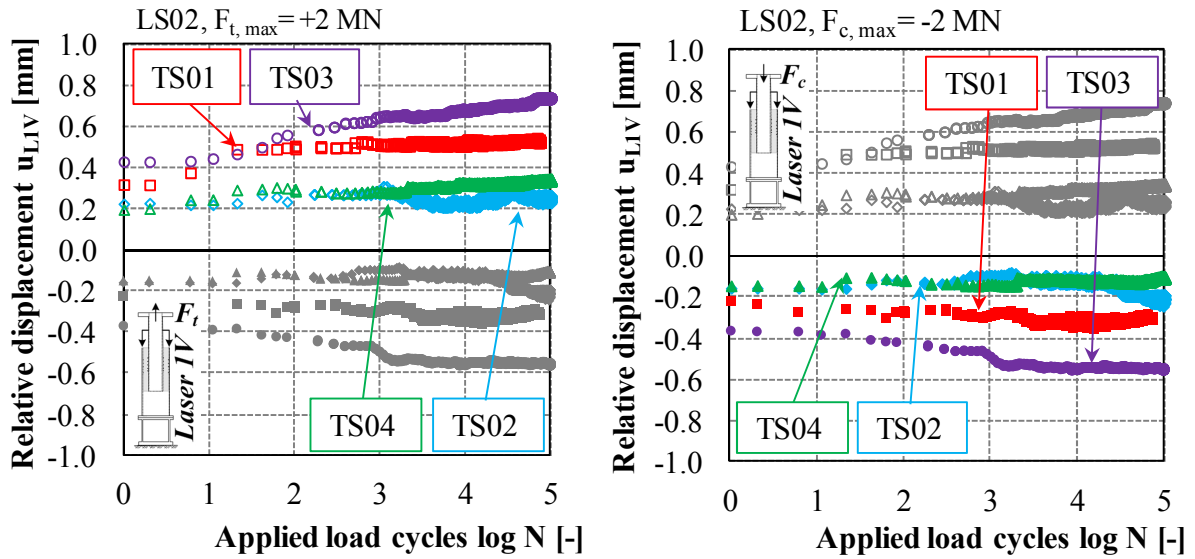 LS02, F_t, max = +2 MN
1.0
0.8
0.6
0.4
0.2
0.0
-0.2
-0.4
-0.6
-0.8
-1.0
Relative displacement u_L1V [mm]
TS01
TS03
F_t
Laser 1V
TS04
TS02
0 1 2 3 4 5
Applied load cycles log N [-]
LS02, F_c, max = -2 MN
1.0
0.8
0.6
0.4
0.2
0.0
-0.2
-0.4
-0.6
-0.8
-1.0
Relative displacement u_L1V [mm]
F_c
Laser 1V
TS01
TS03
TS04
TS02
0 1 2 3 4 5
Applied load cycles log N [-]